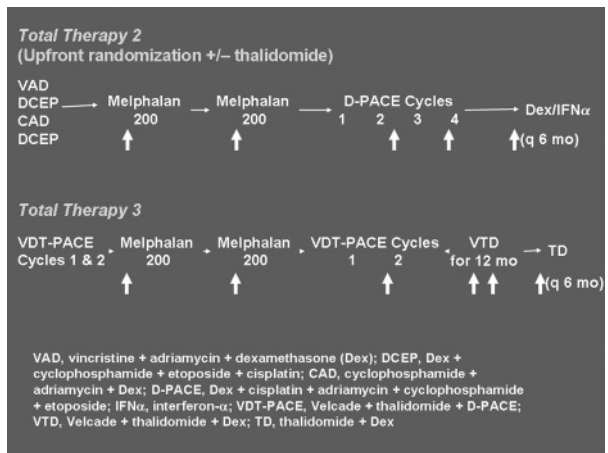 Total Therapy 2
(Upfront randomization +/– thalidomide)
VAD
DCEP
CAD
DCEP
Melphalan
200
Melphalan
200
D-PACE Cycles
1 2 3 4
Dex/IFNα
(q 6 mo)
Total Therapy 3
VDT-PACE
Cycles 1 & 2
Melphalan
200
Melphalan
200
VDT-PACE Cycles
1 2
VTD
for 12 mo
TD
(q 6 mo)
VAD, vincristine + adriamycin + dexamethasone (Dex); DCEP, Dex +
cyclophosphamide + etoposide + cisplatin; CAD, cyclophosphamide +
adriamycin + Dex; D-PACE, Dex + cisplatin + adriamycin + cyclophosphamide
+ etoposide; IFNα, interferon-α; VDT-PACE, Velcade + thalidomide + D-PACE;
VTD, Velcade + thalidomide + Dex; TD, thalidomide + Dex